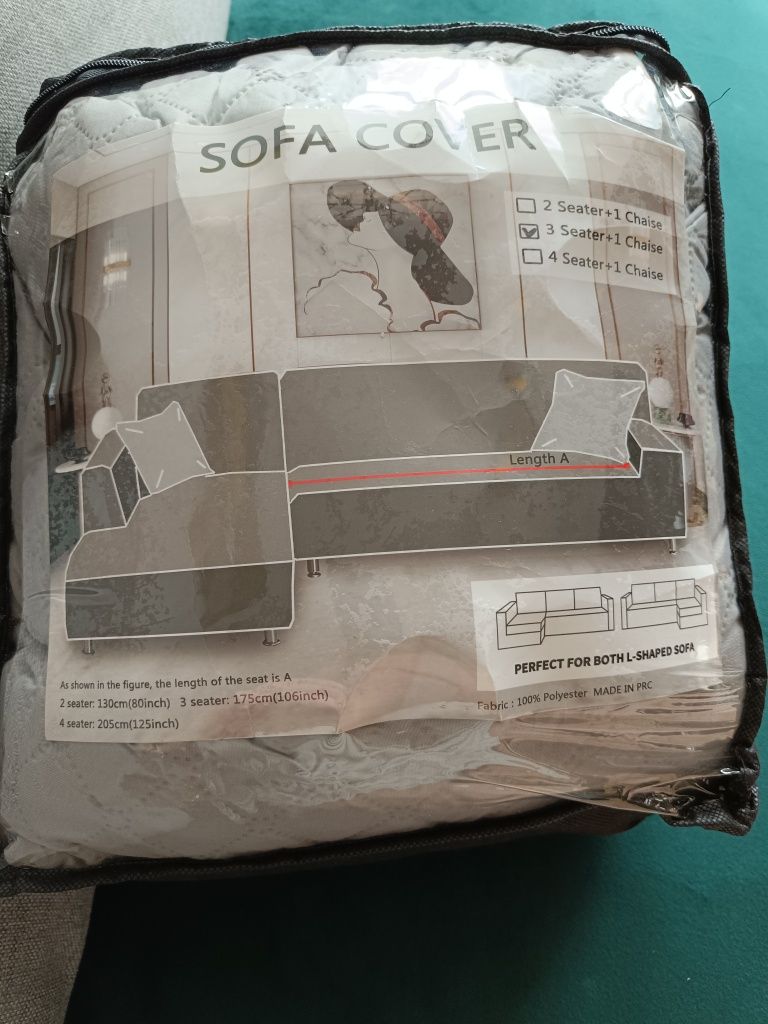 SOFA COVER
2 Seater+1 Chaise
3 Seater+1 Chaise
4 Seater+1 Chaise
Length A
PERFECT FOR BOTH L-SHAPED SOFA
As shown in the figure, the length of the seat is A
2 seater: 130cm(80inch) 3 seater: 175cm(106inch)
4 seater: 205cm(125inch)
Fabric : 100% Polyester MADE IN PRC